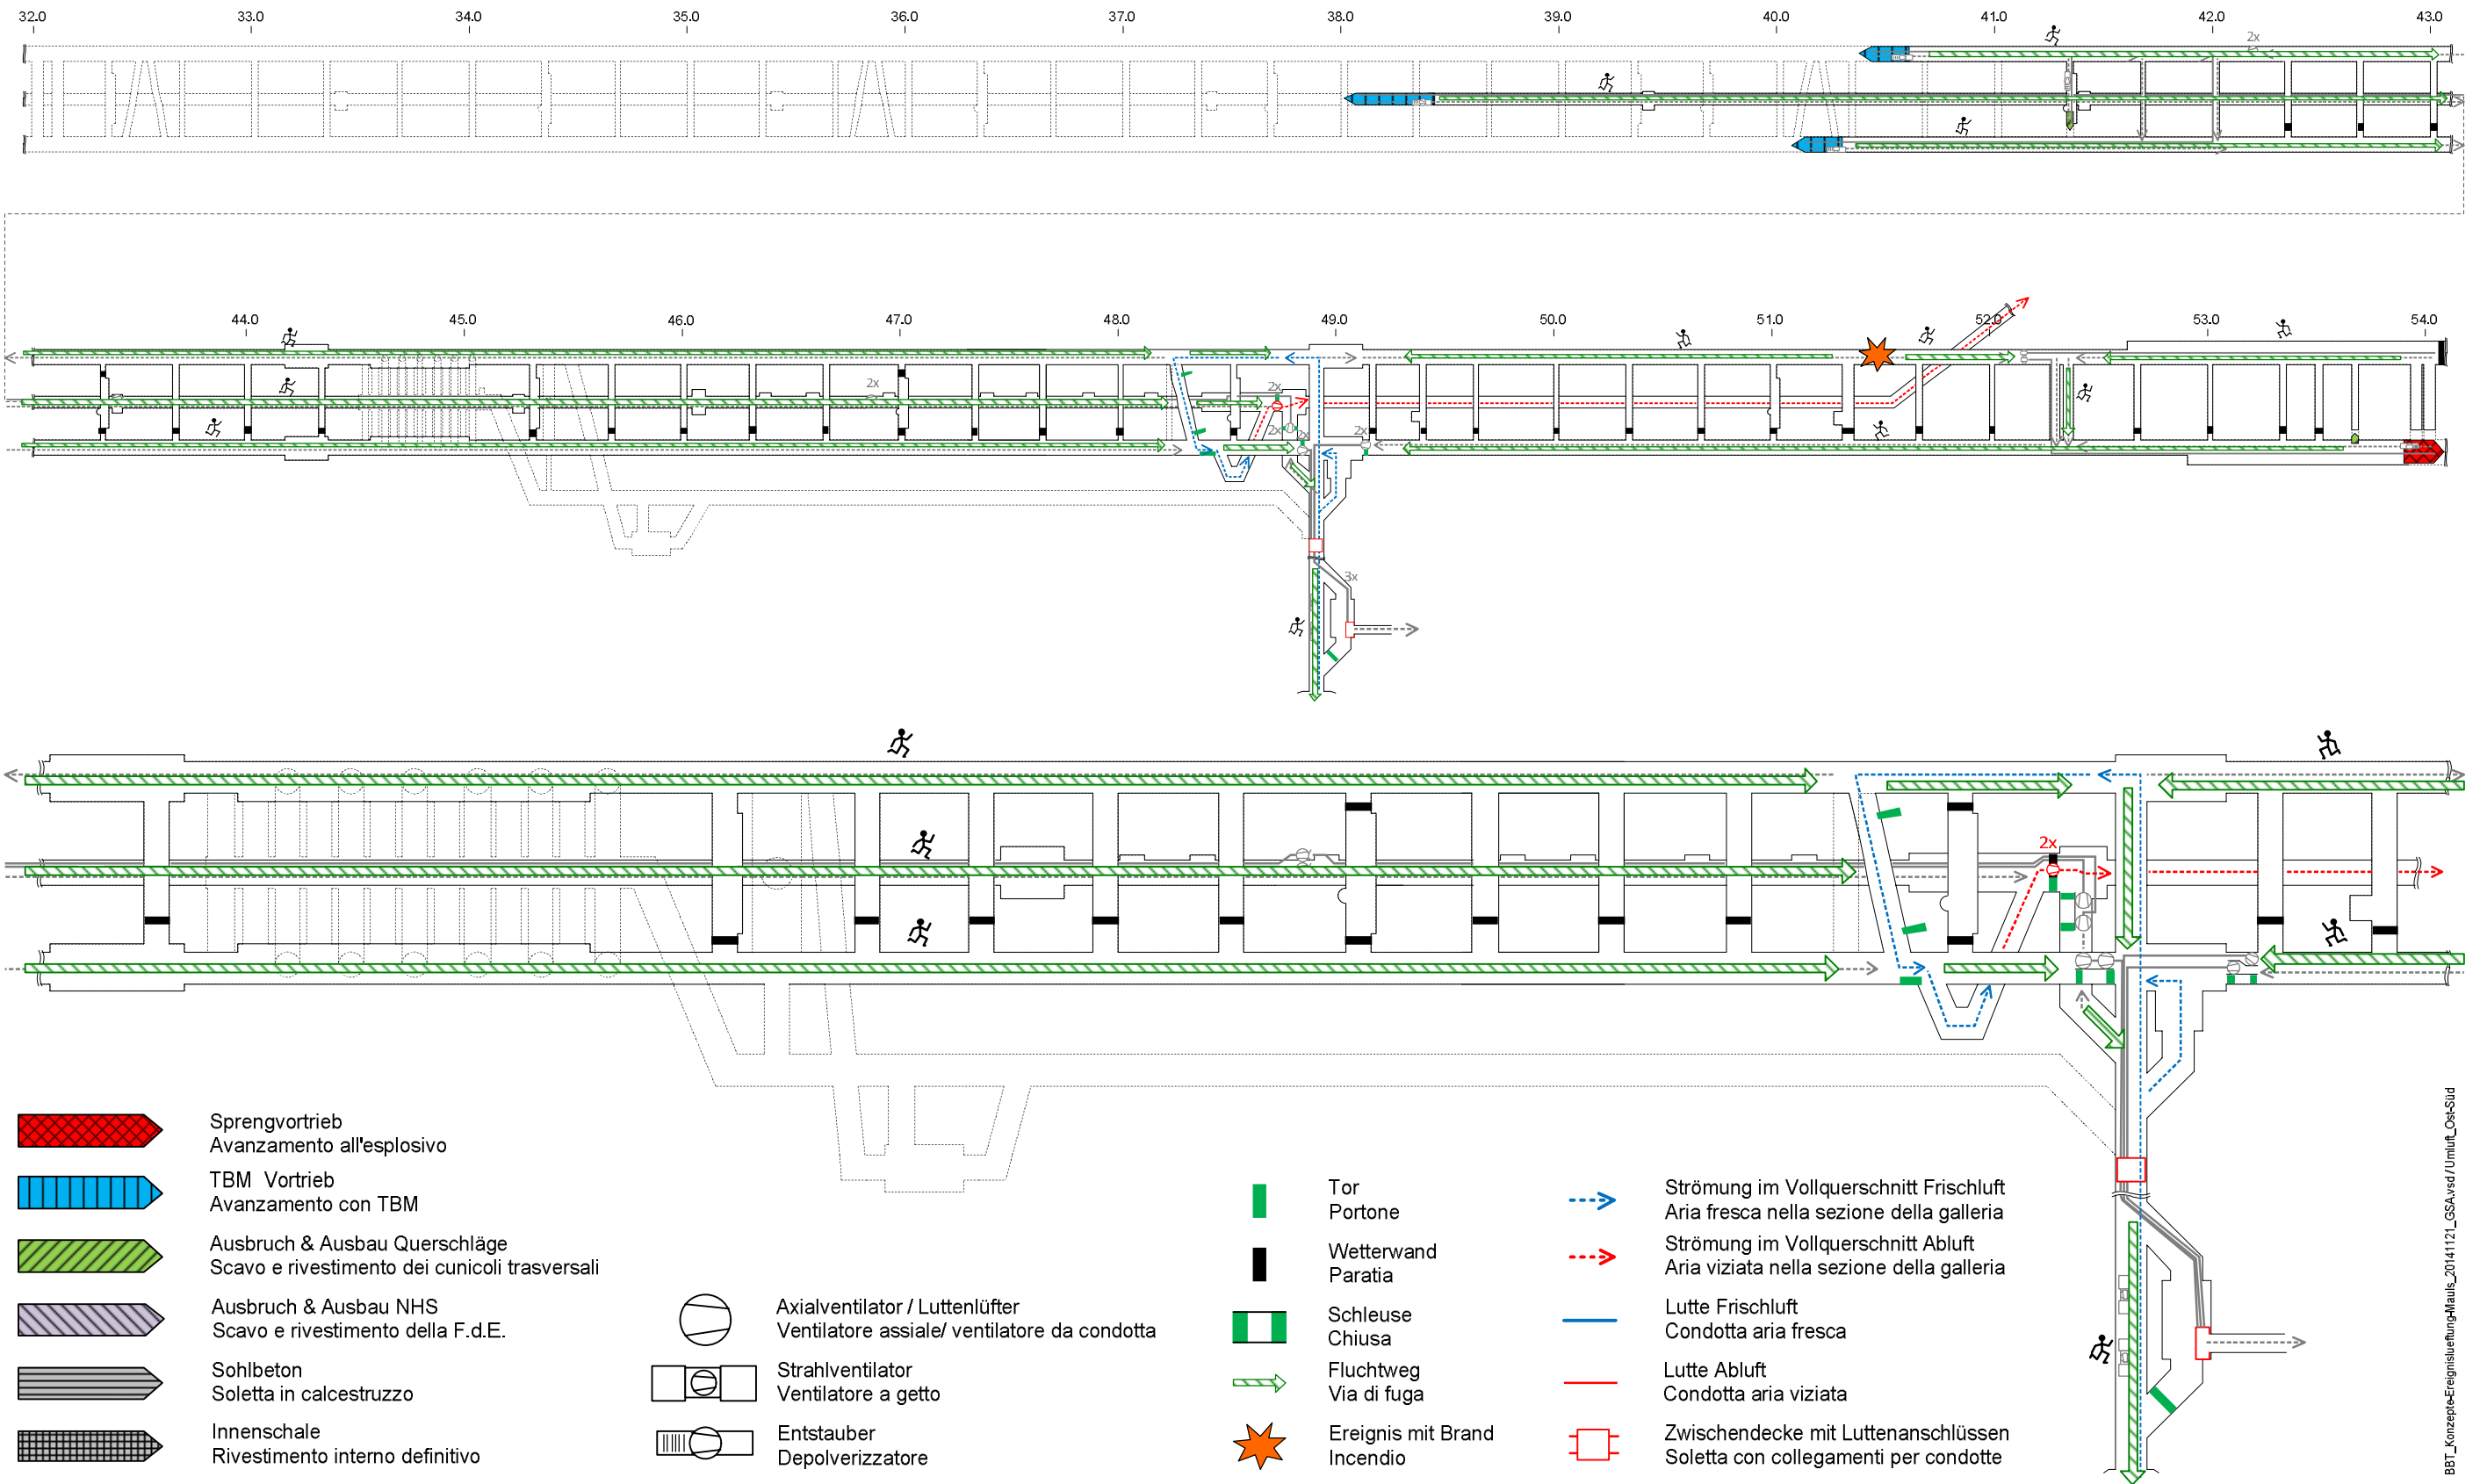 32.0 33.0 34.0 35.0 36.0 37.0 38.0 39.0 40.0 41.0 42.0 43.0
2x
44.0 45.0 46.0 47.0 48.0 49.0 50.0 51.0 52.0 53.0 54.0
2x
2x
2x 2x 2x
3x
2x
Sprengvortrieb
Avanzamento all'esplosivo
TBM Vortrieb
Avanzamento con TBM
Ausbruch & Ausbau Querschläge
Scavo e rivestimento dei cunicoli trasversali
Ausbruch & Ausbau NHS
Scavo e rivestimento della F.d.E.
Sohlbeton
Soletta in calcestruzzo
Innenschale
Rivestimento interno definitivo
Axialventilator / Luttenlüfter
Ventilatore assiale/ ventilatore da condotta
Strahlventilator
Ventilatore a getto
Entstauber
Depolverizzatore
Tor
Portone
Wetterwand
Paratia
Schleuse
Chiusa
Fluchtweg
Via di fuga
Ereignis mit Brand
Incendio
Strömung im Vollquerschnitt Frischluft
Aria fresca nella sezione della galleria
Strömung im Vollquerschnitt Abluft
Aria viziata nella sezione della galleria
Lutte Frischluft
Condotta aria fresca
Lutte Abluft
Condotta aria viziata
Zwischendecke mit Luttenanschlüssen
Soletta con collegamenti per condotte
BBT_Konzepte-Ereignislueftung-Mauls_20141121_GSA.vsd / Umluft_Ost-Süd